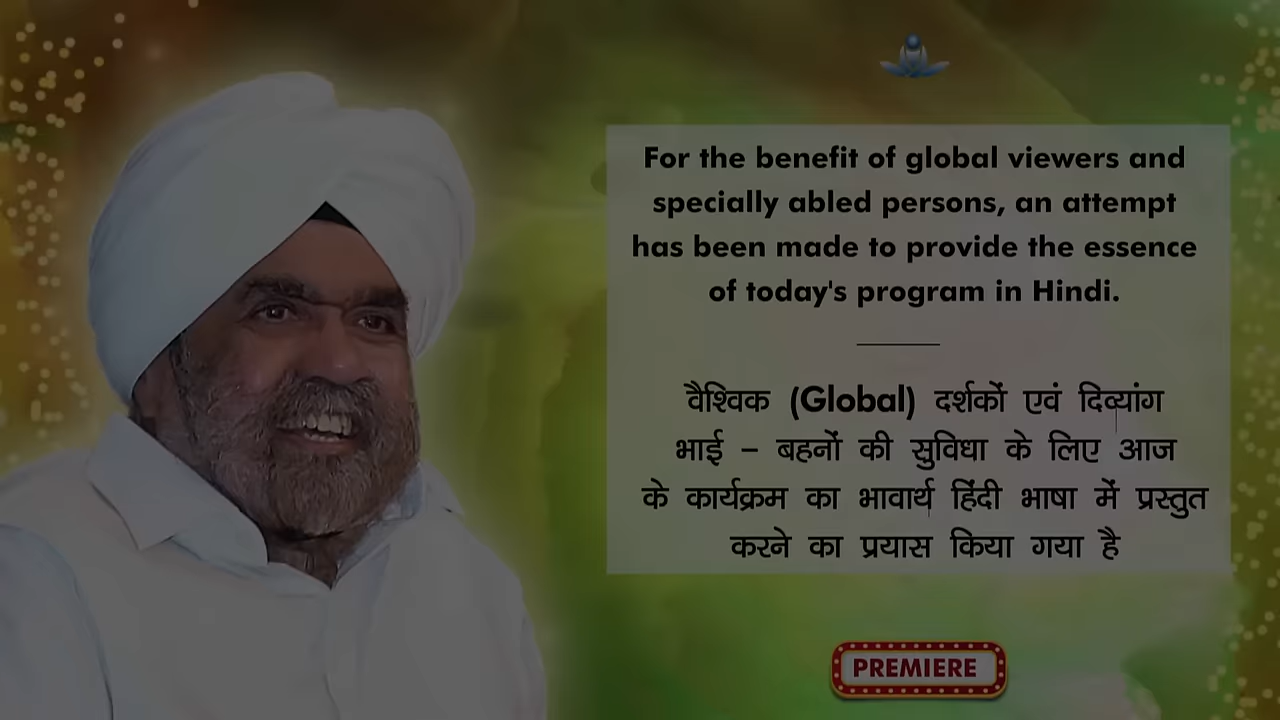 For the benefit of global viewers and
specially abled persons, an attempt
has been made to provide the essence
of today's program in Hindi.
वैश्विक (Global) दर्शकों एवं दिव्यांग
भाई – बहनों की सुविधा के लिए आज
के कार्यक्रम का भावार्थ हिंदी भाषा में प्रस्तुत
करने का प्रयास किया गया है
PREMIERE